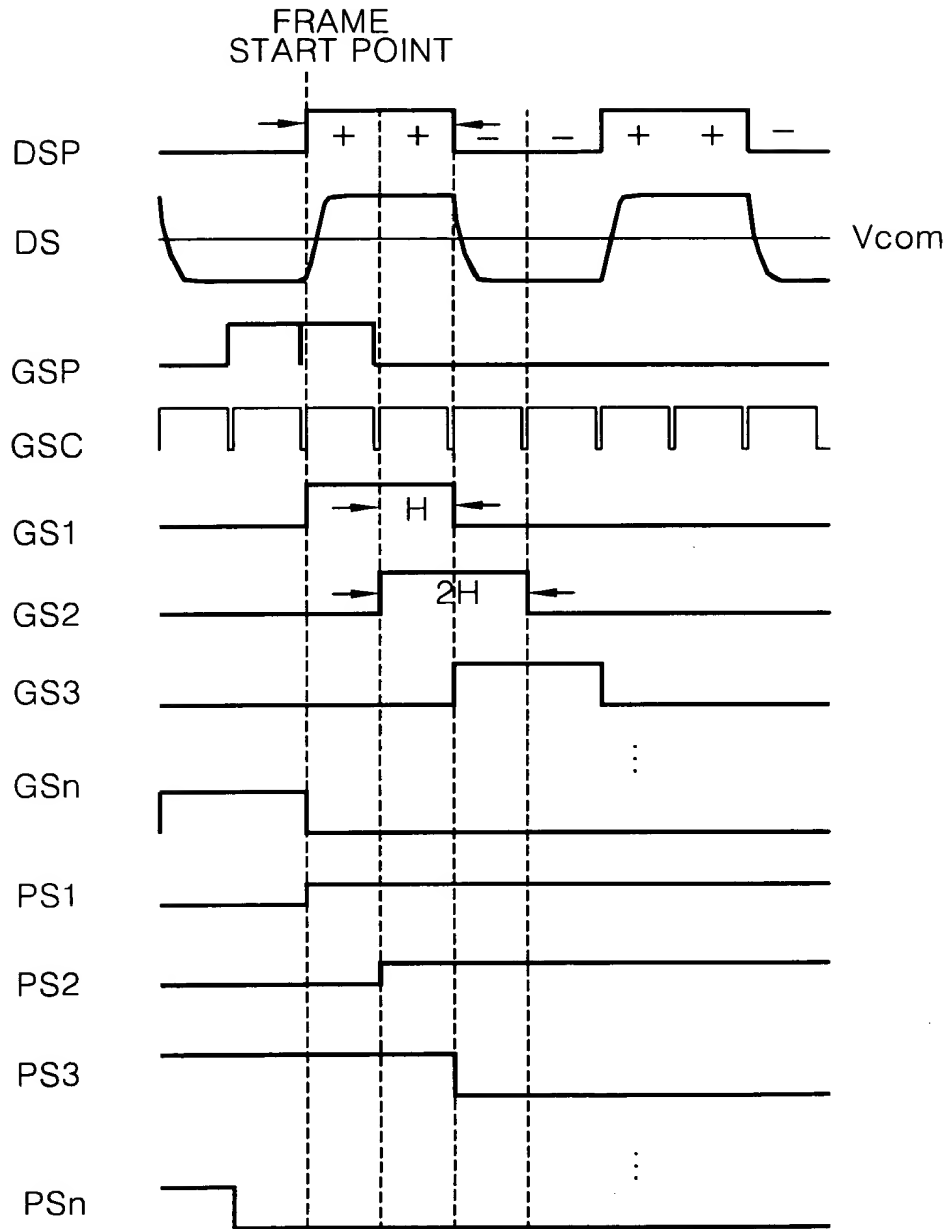 FRAME
START POINT
DSP + + - - + + -
DS Vcom
GSP
GSC
GS1 H
GS2 2H
GS3
⋮
GSn
PS1
PS2
PS3
⋮
PSn